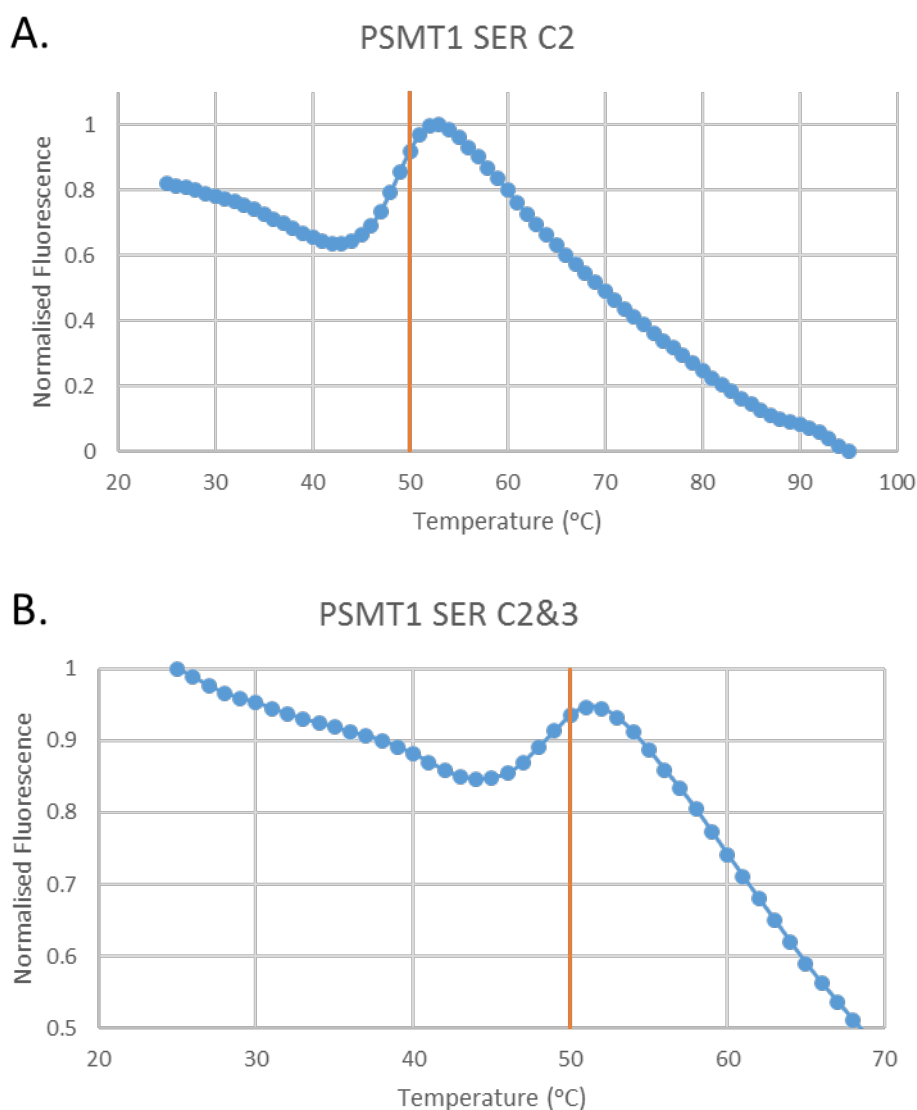 A.
PSMT1 SER C2
1
0.8
0.6
0.4
0.2
0
Normalised Fluorescence
20 30 40 50 60 70 80 90 100
Temperature (°C)
B.
PSMT1 SER C2&3
1
0.9
0.8
0.7
0.6
0.5
Normalised Fluorescence
20 30 40 50 60 70
Temperature (°C)